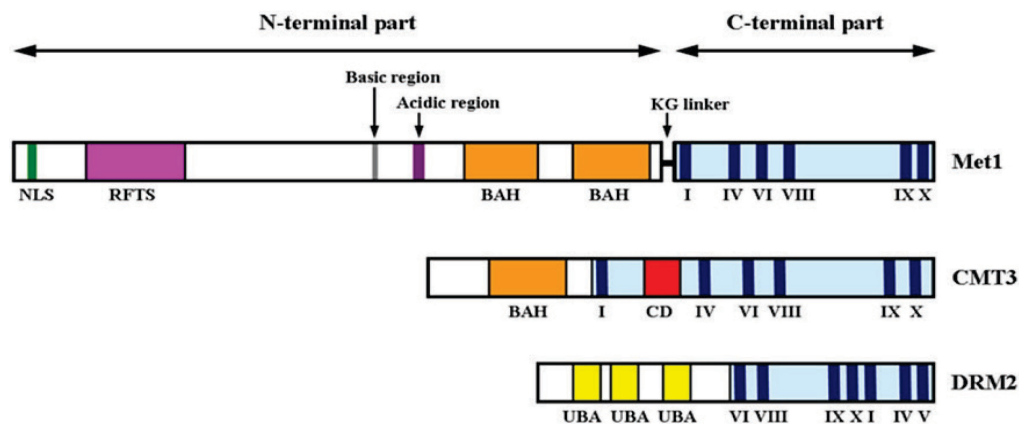 N-terminal part C-terminal part
Basic region
Acidic region KG linker
Met1
NLS RFTS BAH BAH I IV VI VIII IX X
CMT3
BAH I CD IV VI VIII IX X
DRM2
UBA UBA UBA VI VIII IX X I IV V